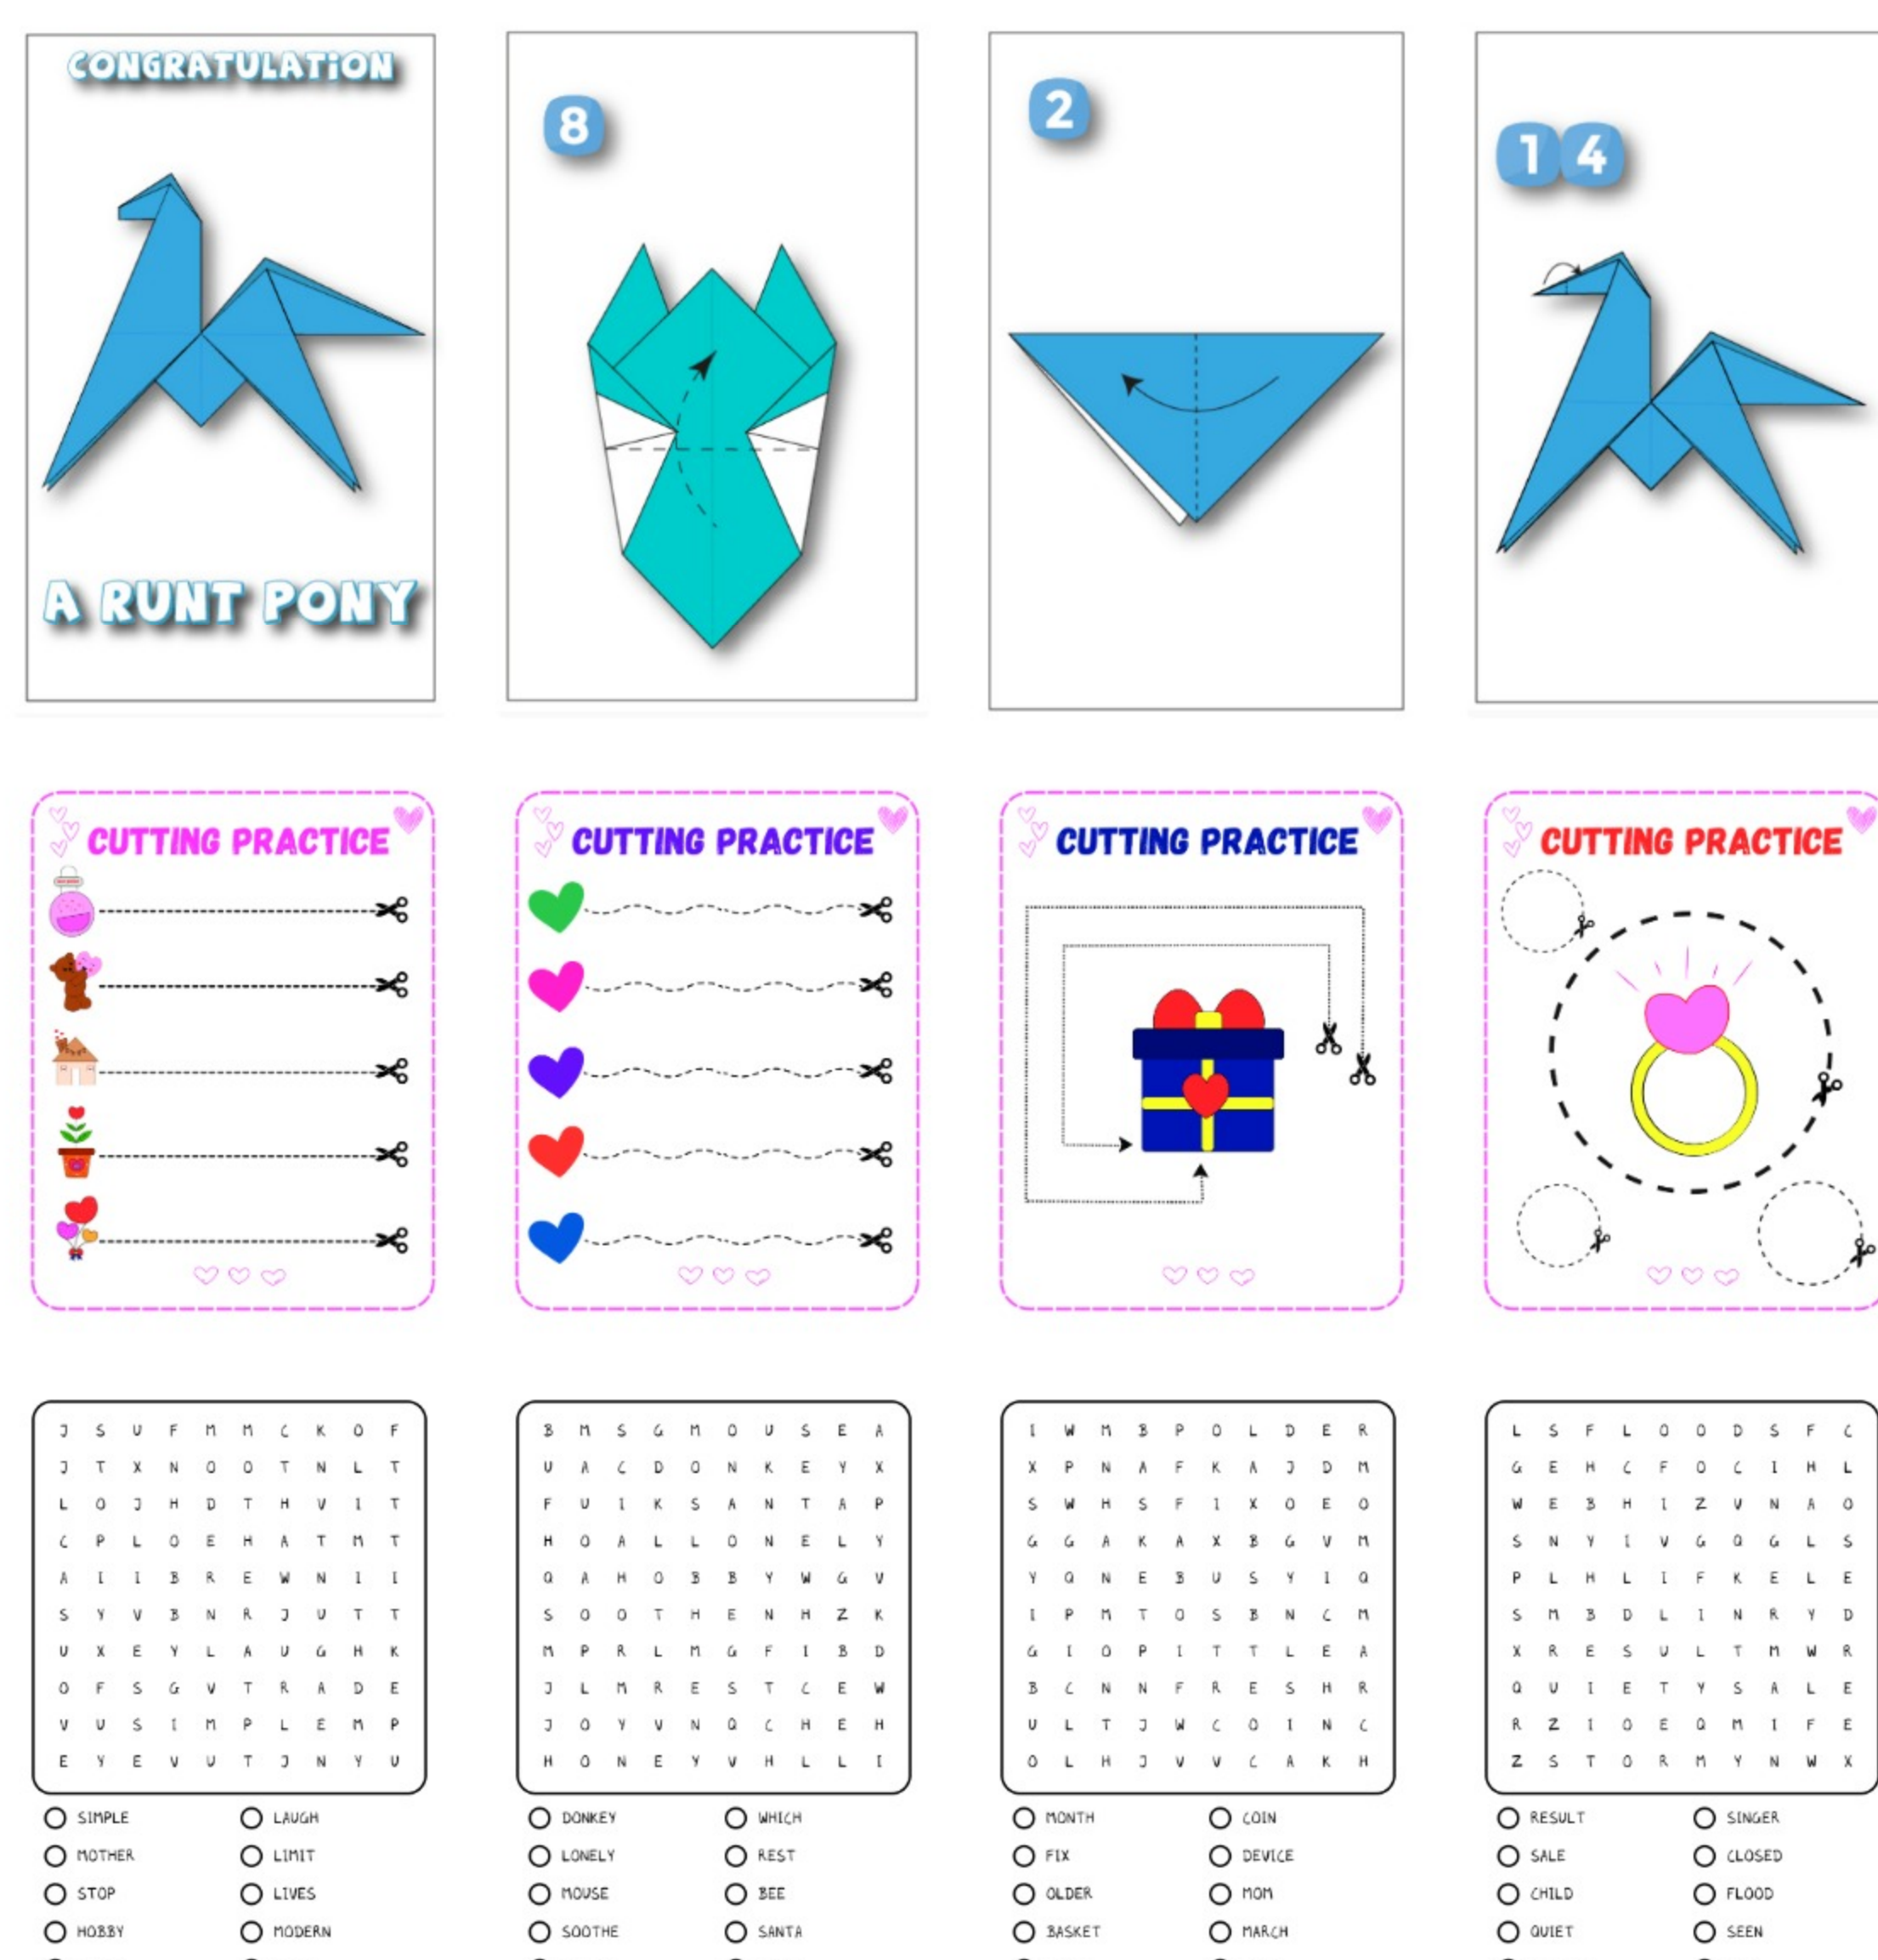 CONGRATULATION
A RUNT PONY
8
2
14
CUTTING PRACTICE
CUTTING PRACTICE
CUTTING PRACTICE
CUTTING PRACTICE
J S U F M M C K O F
J T X N O O T N L T
L O J H D T H V I T
C P L O E H A T M T
A I I B R E W N I I
S Y V B N R J U T T
U X E Y L A U G H K
O F S G V T R A D E
V U S I M P L E M P
E Y E V U T J N Y U
SIMPLE LAUGH
MOTHER LIMIT
STOP LIVES
HOBBY MODERN
B M S G M O U S E A
U A C D O N K E Y X
F U I K S A N T A P
H O A L L O N E L Y
Q A H O B B Y W G V
S O O T H E N H Z K
M P R L M G F I B D
J L M R E S T C E W
J O Y V N Q C H E H
H O N E Y V H L L I
DONKEY WHICH
LONELY REST
MOUSE BEE
SOOTHE SANTA
I W M B P O L D E R
X P N A F K A J D M
S W H S F I X O E O
G G A K A X B G V M
Y Q N E B U S Y I Q
I P M T O S B N C M
G I O P I T T L E A
B C N N F R E S H R
U L T J W C O I N C
O L H J V V C A K H
MONTH COIN
FIX DEVICE
OLDER MOM
BASKET MARCH
L S F L O O D S F C
G E H C F O C I H L
W E B H I Z U N A O
S N Y I V G Q G L S
P L H L I F K E L E
S M B D L I N R Y D
X R E S U L T M W R
Q U I E T Y S A L E
R Z I O E Q M I F E
Z S T O R M Y N W X
RESULT SINGER
SALE CLOSED
CHILD FLOOD
QUIET SEEN